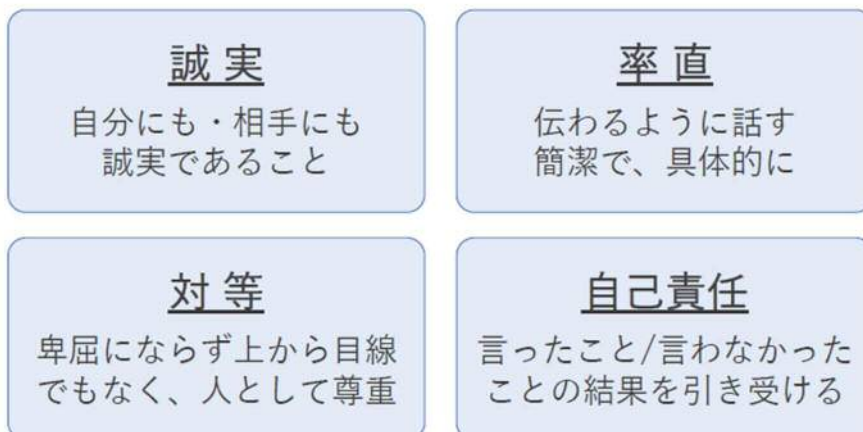 誠実
自分にも・相手にも
誠実であること
率直
伝わるように話す
簡潔で、具体的に
対等
卑屈にならず上から目線
でもなく、人として尊重
自己責任
言ったこと/言わなかった
ことの結果を引き受ける